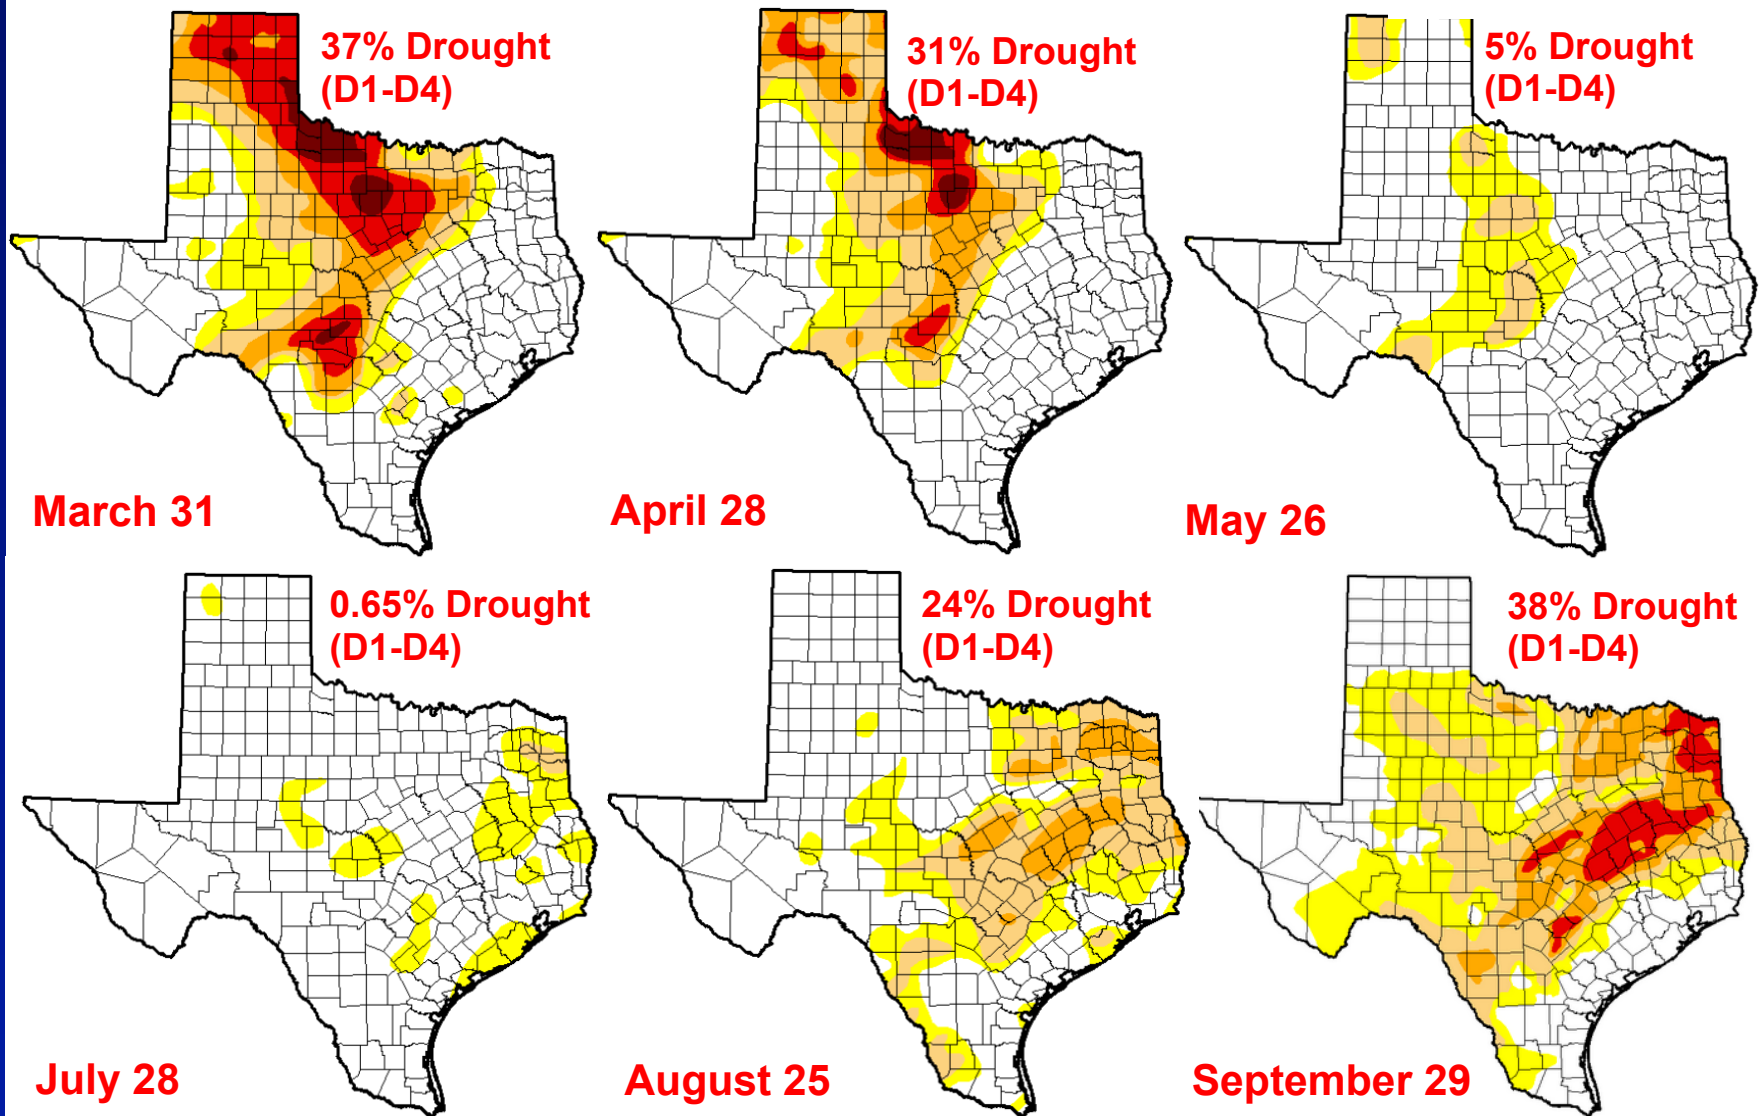 37% Drought
(D1-D4)
March 31
31% Drought
(D1-D4)
April 28
5% Drought
(D1-D4)
May 26
0.65% Drought
(D1-D4)
July 28
24% Drought
(D1-D4)
August 25
38% Drought
(D1-D4)
September 29